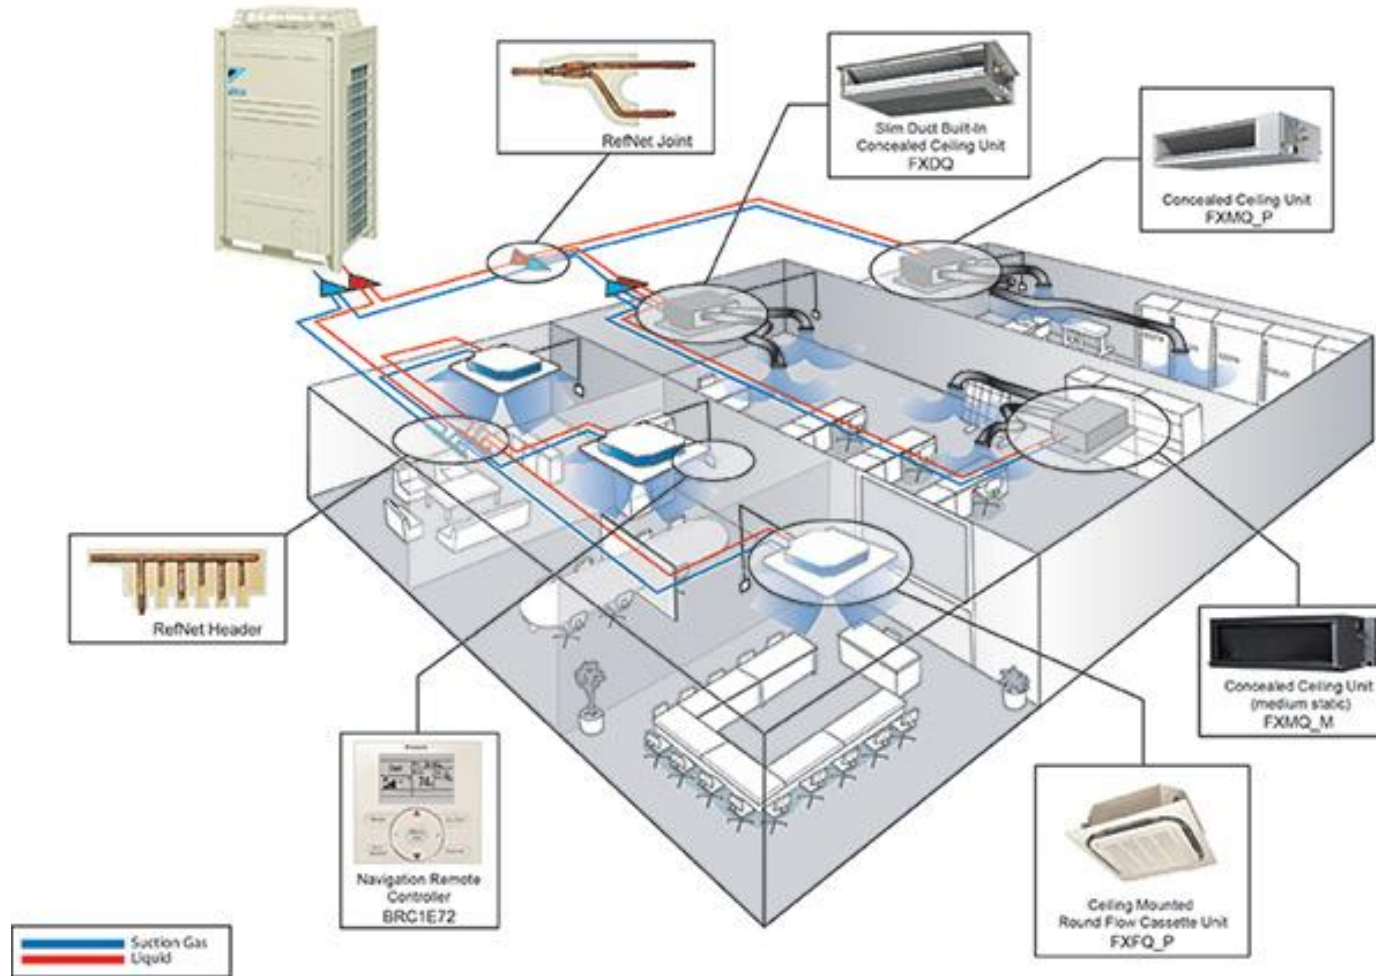 RefNet Joint
Slim Duct Built-In
Concealed Ceiling Unit
FXDQ
Concealed Ceiling Unit
FXMQ_P
RefNet Header
Concealed Ceiling Unit
(medium static)
FXMQ_M
Navigation Remote
Controller
BRC1E72
Ceiling Mounted
Round Flow Cassette Unit
FXFQ_P
Suction Gas
Liquid